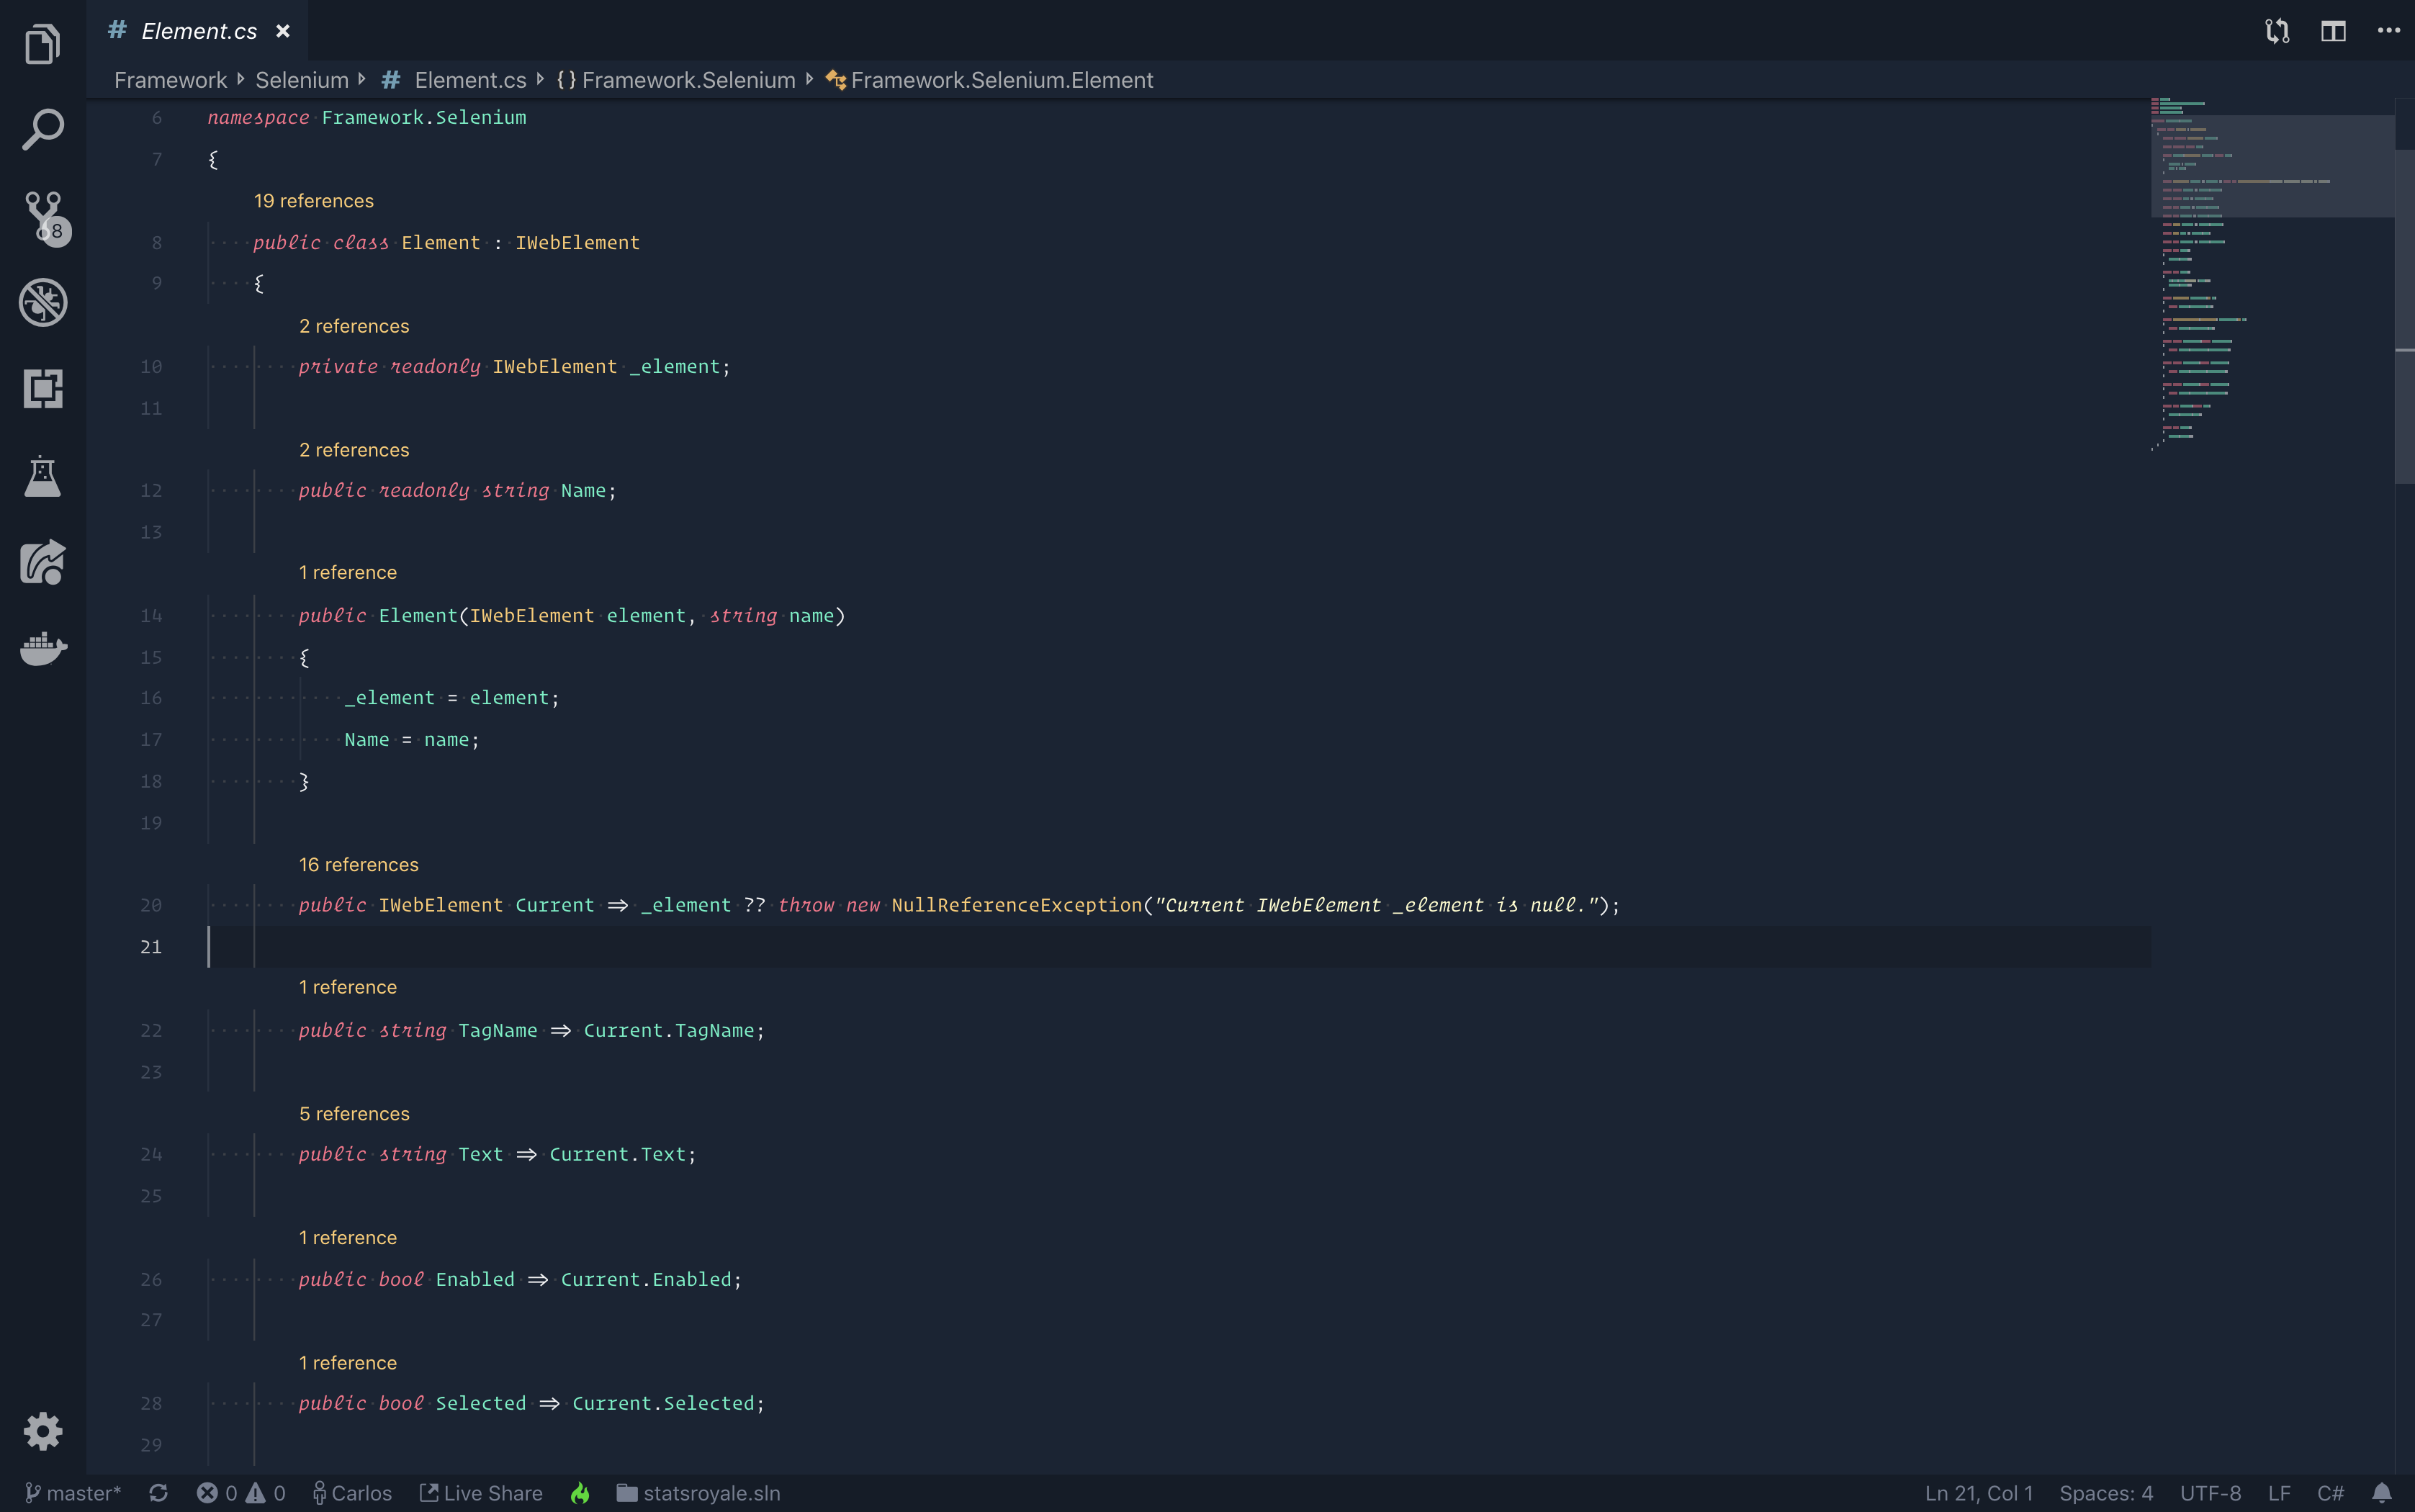 # Element.cs ×
Framework Selenium # Element.cs {} Framework.Selenium Framework.Selenium.Element
6 namespace Framework.Selenium
7 {
19 references
8 public class Element : IWebElement
9 {
2 references
10 private readonly IWebElement _element;
11
2 references
12 public readonly string Name;
13
1 reference
14 public Element(IWebElement element, string name)
15 {
16 _element = element;
17 Name = name;
18 }
19
16 references
20 public IWebElement Current => _element ?? throw new NullReferenceException("Current IWebElement _element is null.");
21
1 reference
22 public string TagName => Current.TagName;
23
5 references
24 public string Text => Current.Text;
25
1 reference
26 public bool Enabled => Current.Enabled;
27
1 reference
28 public bool Selected => Current.Selected;
29
8
master* 0 0 Carlos Live Share statsroyale.sln Ln 21, Col 1 Spaces: 4 UTF-8 LF C#